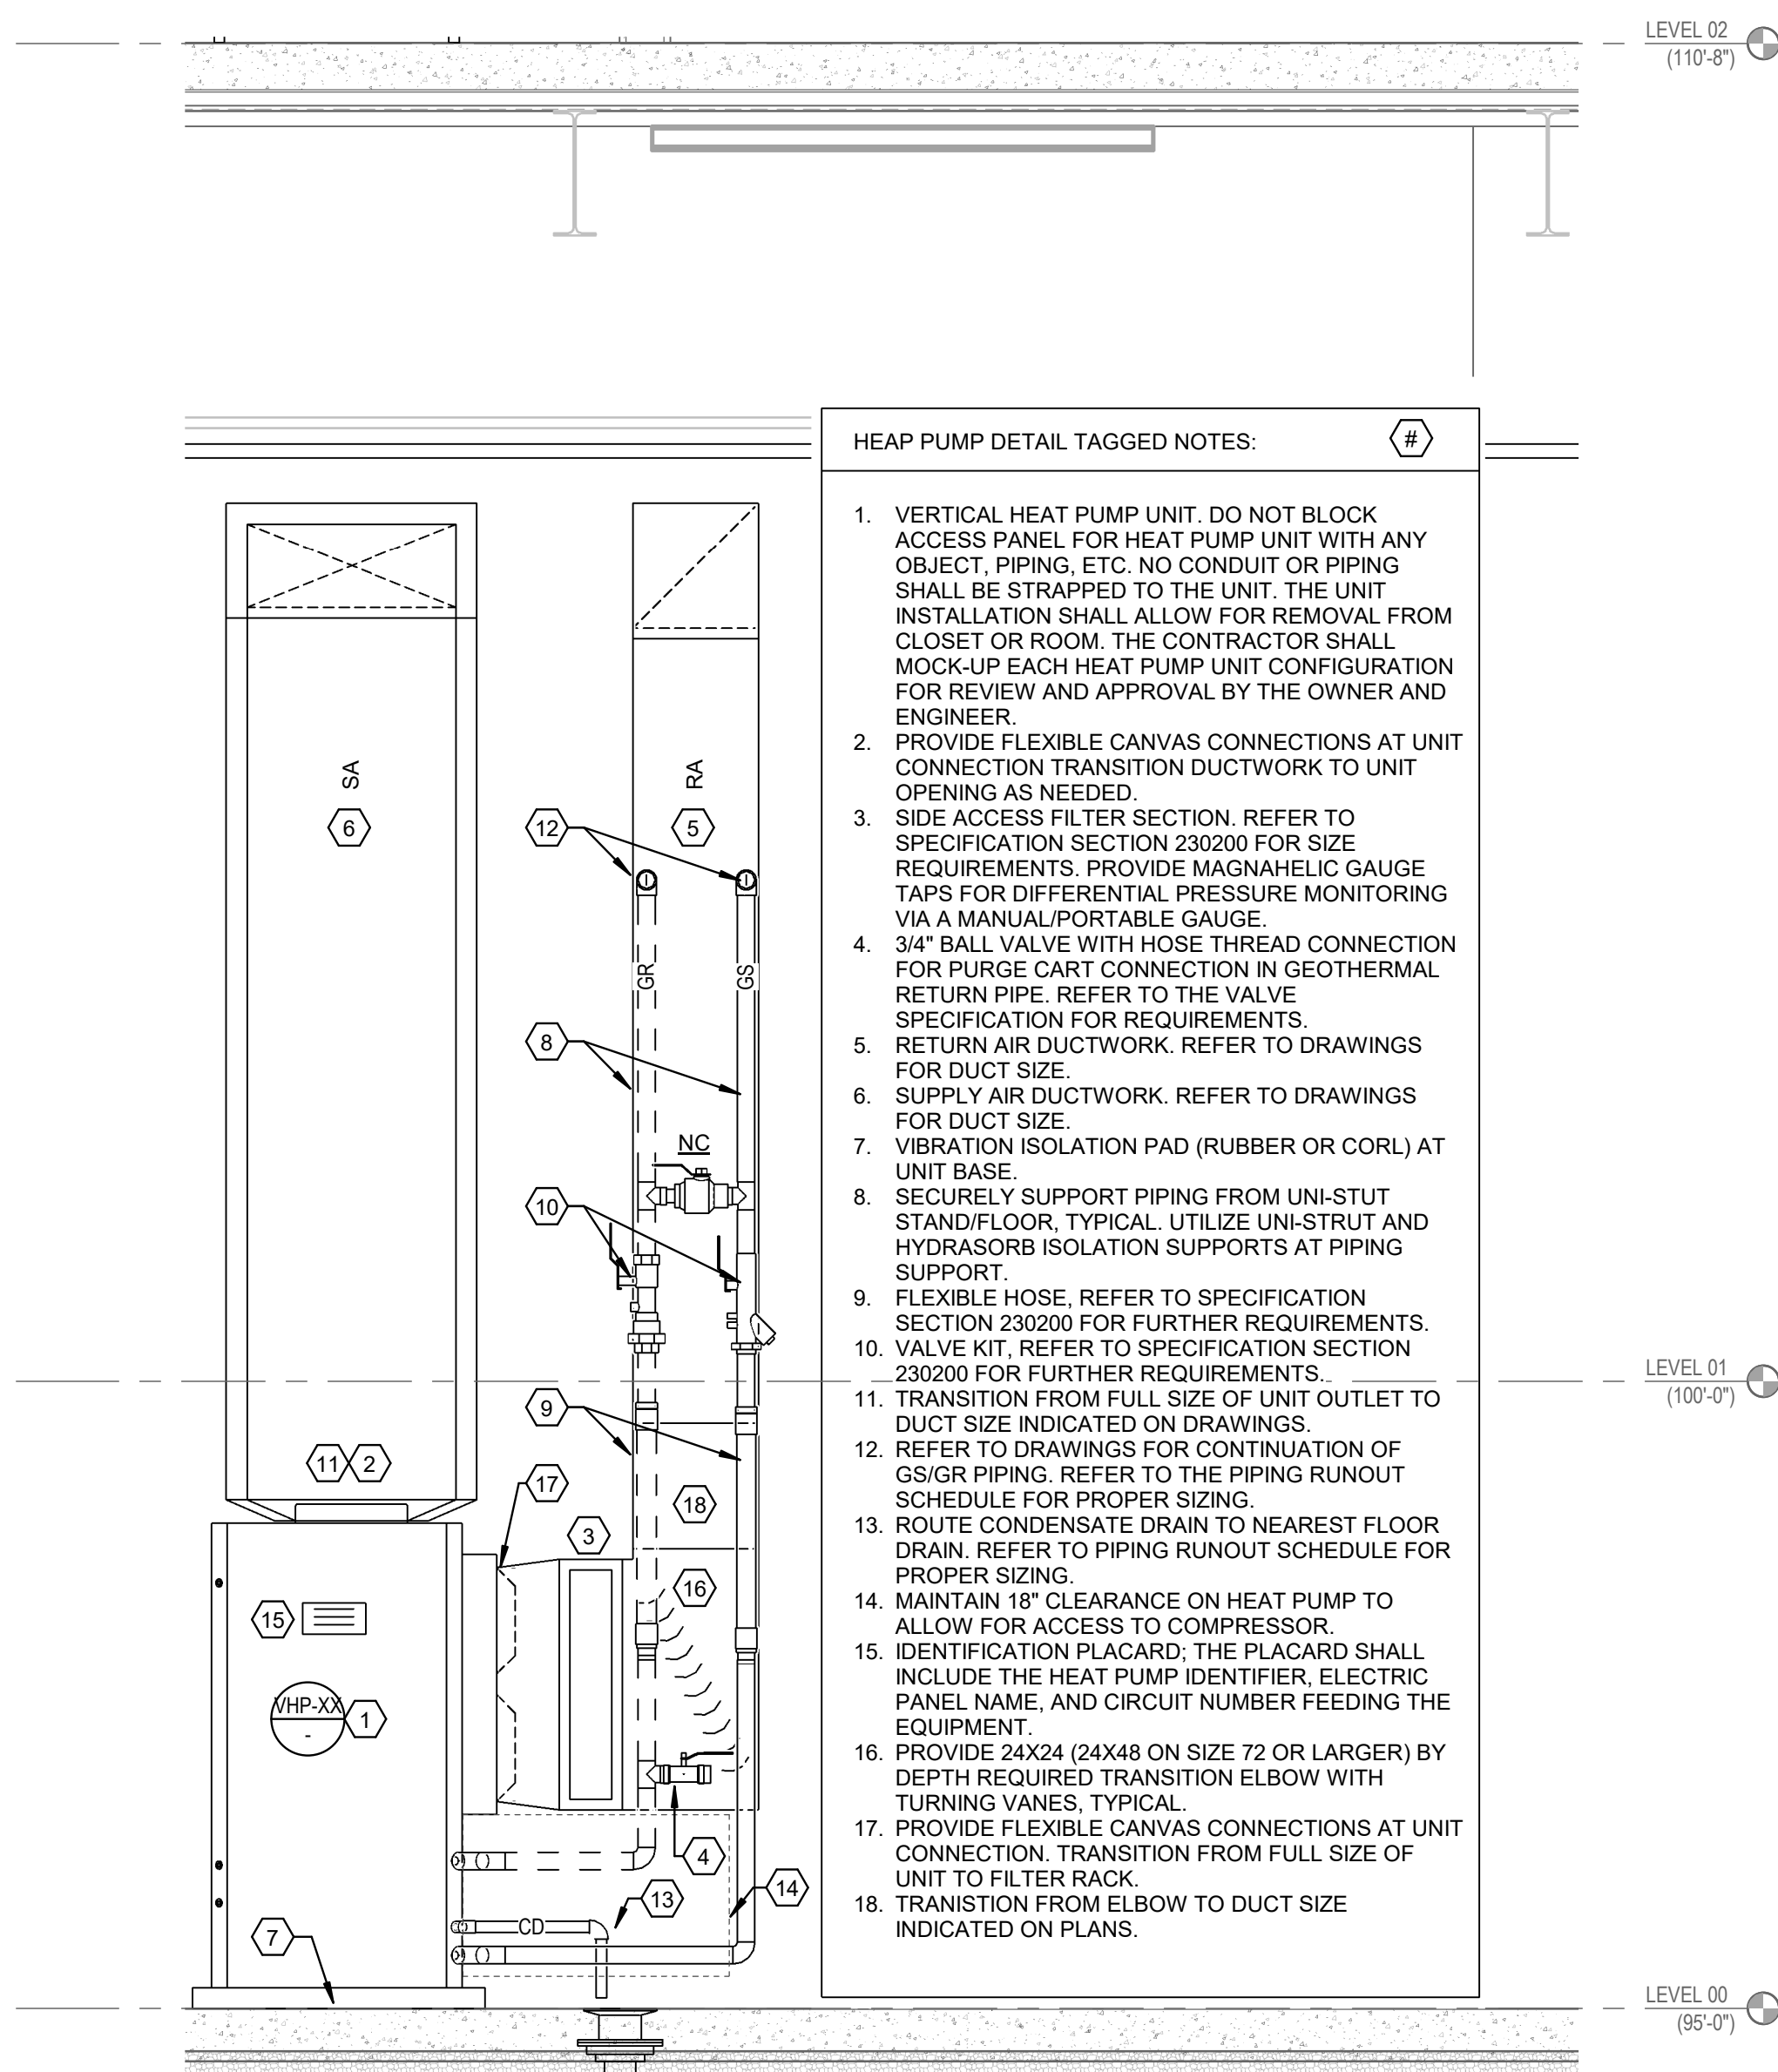 LEVEL 02
(110'-8")
HEAP PUMP DETAIL TAGGED NOTES:
#
1. VERTICAL HEAT PUMP UNIT. DO NOT BLOCK
ACCESS PANEL FOR HEAT PUMP UNIT WITH ANY
OBJECT, PIPING, ETC. NO CONDUIT OR PIPING
SHALL BE STRAPPED TO THE UNIT. THE UNIT
INSTALLATION SHALL ALLOW FOR REMOVAL FROM
CLOSET OR ROOM. THE CONTRACTOR SHALL
MOCK-UP EACH HEAT PUMP UNIT CONFIGURATION
FOR REVIEW AND APPROVAL BY THE OWNER AND
ENGINEER.
2. PROVIDE FLEXIBLE CANVAS CONNECTIONS AT UNIT
CONNECTION TRANSITION DUCTWORK TO UNIT
OPENING AS NEEDED.
3. SIDE ACCESS FILTER SECTION. REFER TO
SPECIFICATION SECTION 230200 FOR SIZE
REQUIREMENTS. PROVIDE MAGNAHELIC GAUGE
TAPS FOR DIFFERENTIAL PRESSURE MONITORING
VIA A MANUAL/PORTABLE GAUGE.
4. 3/4" BALL VALVE WITH HOSE THREAD CONNECTION
FOR PURGE CART CONNECTION IN GEOTHERMAL
RETURN PIPE. REFER TO THE VALVE
SPECIFICATION FOR REQUIREMENTS.
5. RETURN AIR DUCTWORK. REFER TO DRAWINGS
FOR DUCT SIZE.
6. SUPPLY AIR DUCTWORK. REFER TO DRAWINGS
FOR DUCT SIZE.
7. VIBRATION ISOLATION PAD (RUBBER OR CORL) AT
UNIT BASE.
8. SECURELY SUPPORT PIPING FROM UNI-STUT
STAND/FLOOR, TYPICAL. UTILIZE UNI-STRUT AND
HYDRASORB ISOLATION SUPPORTS AT PIPING
SUPPORT.
9. FLEXIBLE HOSE, REFER TO SPECIFICATION
SECTION 230200 FOR FURTHER REQUIREMENTS.
10. VALVE KIT, REFER TO SPECIFICATION SECTION
230200 FOR FURTHER REQUIREMENTS.
11. TRANSITION FROM FULL SIZE OF UNIT OUTLET TO
DUCT SIZE INDICATED ON DRAWINGS.
12. REFER TO DRAWINGS FOR CONTINUATION OF
GS/GR PIPING. REFER TO THE PIPING RUNOUT
SCHEDULE FOR PROPER SIZING.
13. ROUTE CONDENSATE DRAIN TO NEAREST FLOOR
DRAIN. REFER TO PIPING RUNOUT SCHEDULE FOR
PROPER SIZING.
14. MAINTAIN 18" CLEARANCE ON HEAT PUMP TO
ALLOW FOR ACCESS TO COMPRESSOR.
15. IDENTIFICATION PLACARD; THE PLACARD SHALL
INCLUDE THE HEAT PUMP IDENTIFIER, ELECTRIC
PANEL NAME, AND CIRCUIT NUMBER FEEDING THE
EQUIPMENT.
16. PROVIDE 24X24 (24X48 ON SIZE 72 OR LARGER) BY
DEPTH REQUIRED TRANSITION ELBOW WITH
TURNING VANES, TYPICAL.
17. PROVIDE FLEXIBLE CANVAS CONNECTIONS AT UNIT
CONNECTION. TRANSITION FROM FULL SIZE OF
UNIT TO FILTER RACK.
18. TRANISTION FROM ELBOW TO DUCT SIZE
INDICATED ON PLANS.
SA
RA
6
12
5
GR
GS
8
NC
10
LEVEL 01
(100'-0")
9
11
2
17
18
3
16
15
VHP-XX
-
1
4
14
13
CD
7
LEVEL 00
(95'-0")